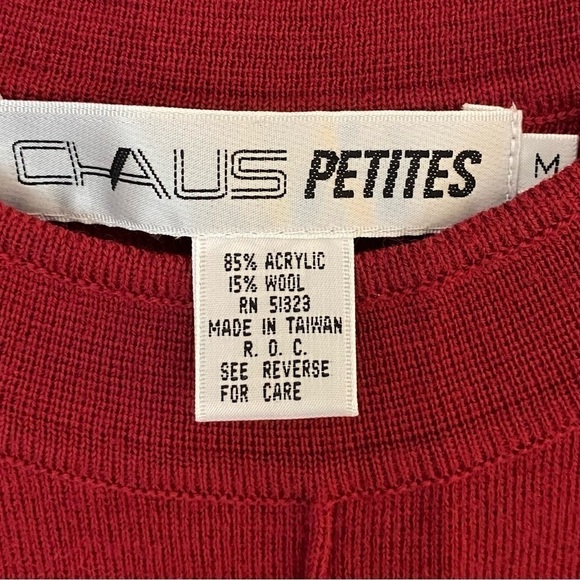 CHAUS PETITES
M
85% ACRYLIC
15% WOOL
RN 51323
MADE IN TAIWAN
R. O. C.
SEE REVERSE
FOR CARE